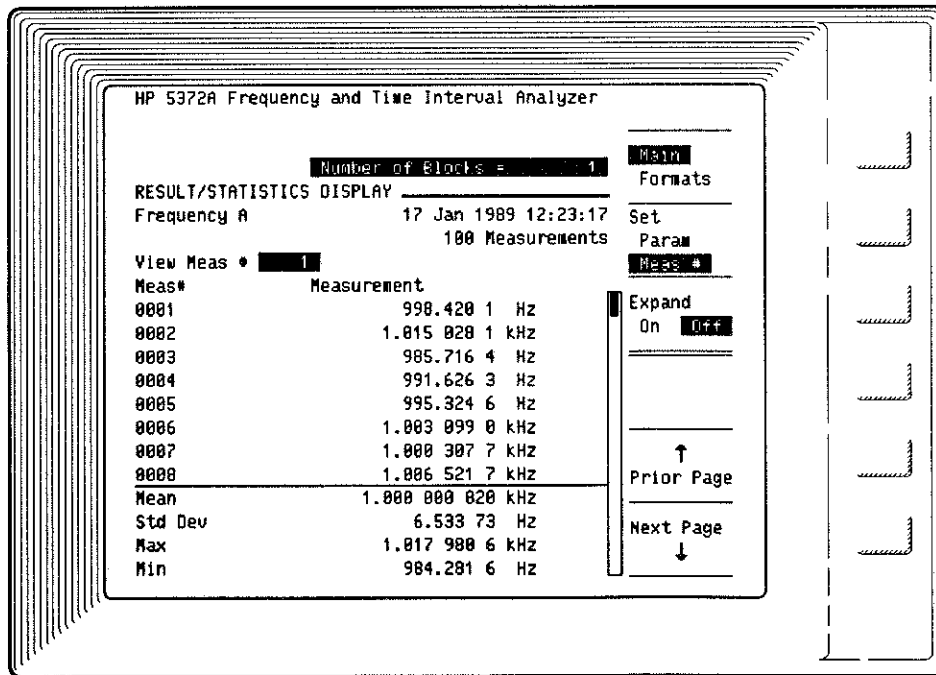 HP 5372A Frequency and Time Interval Analyzer
Number of Blocks = 1
RESULT/STATISTICS DISPLAY
Frequency A 17 Jan 1989 12:23:17
100 Measurements
View Meas # 1
Meas# Measurement
0001 998.420 1 Hz
0002 1.015 028 1 kHz
0003 985.716 4 Hz
0004 991.626 3 Hz
0005 995.324 6 Hz
0006 1.003 099 0 kHz
0007 1.000 307 7 kHz
0008 1.006 521 7 kHz
Mean 1.000 000 020 kHz
Std Dev 6.533 73 Hz
Max 1.017 980 6 kHz
Min 984.281 6 Hz
Main
Formats
Set
Param
Meas #
Expand
On Off
↑
Prior Page
Next Page
↓